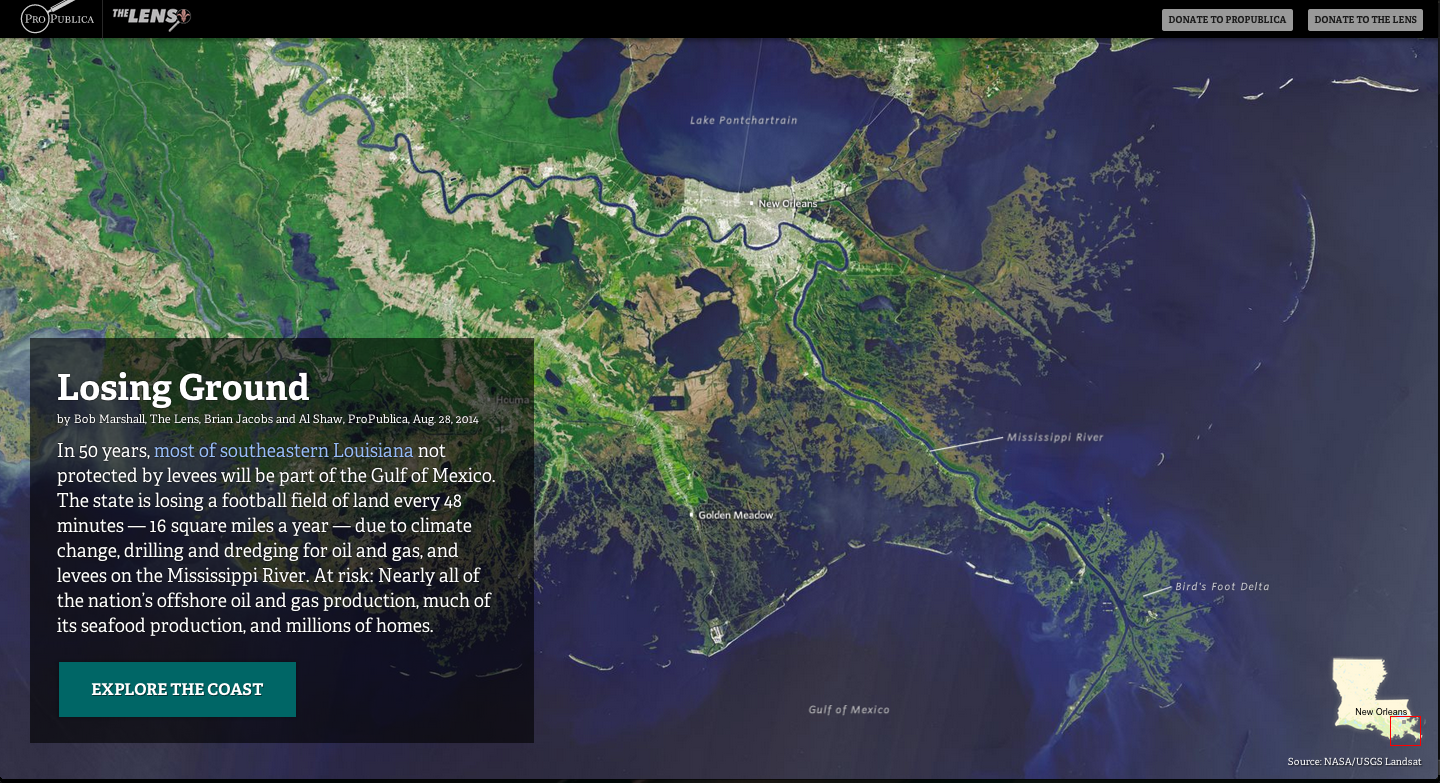 PROPUBLICA
THE LENS
DONATE TO PROPUBLICA
DONATE TO THE LENS
Lake Pontchartrain
New Orleans
Losing Ground
Houma
by Bob Marshall, The Lens, Brian Jacobs and Al Shaw, ProPublica, Aug. 28, 2014
In 50 years, most of southeastern Louisiana not
protected by levees will be part of the Gulf of Mexico.
The state is losing a football field of land every 48
minutes — 16 square miles a year — due to climate
change, drilling and dredging for oil and gas, and
levees on the Mississippi River. At risk: Nearly all of
the nation's offshore oil and gas production, much of
its seafood production, and millions of homes.
EXPLORE THE COAST
Mississippi River
Golden Meadow
Bird's Foot Delta
Gulf of Mexico
New Orleans
Source: NASA/USGS Landsat